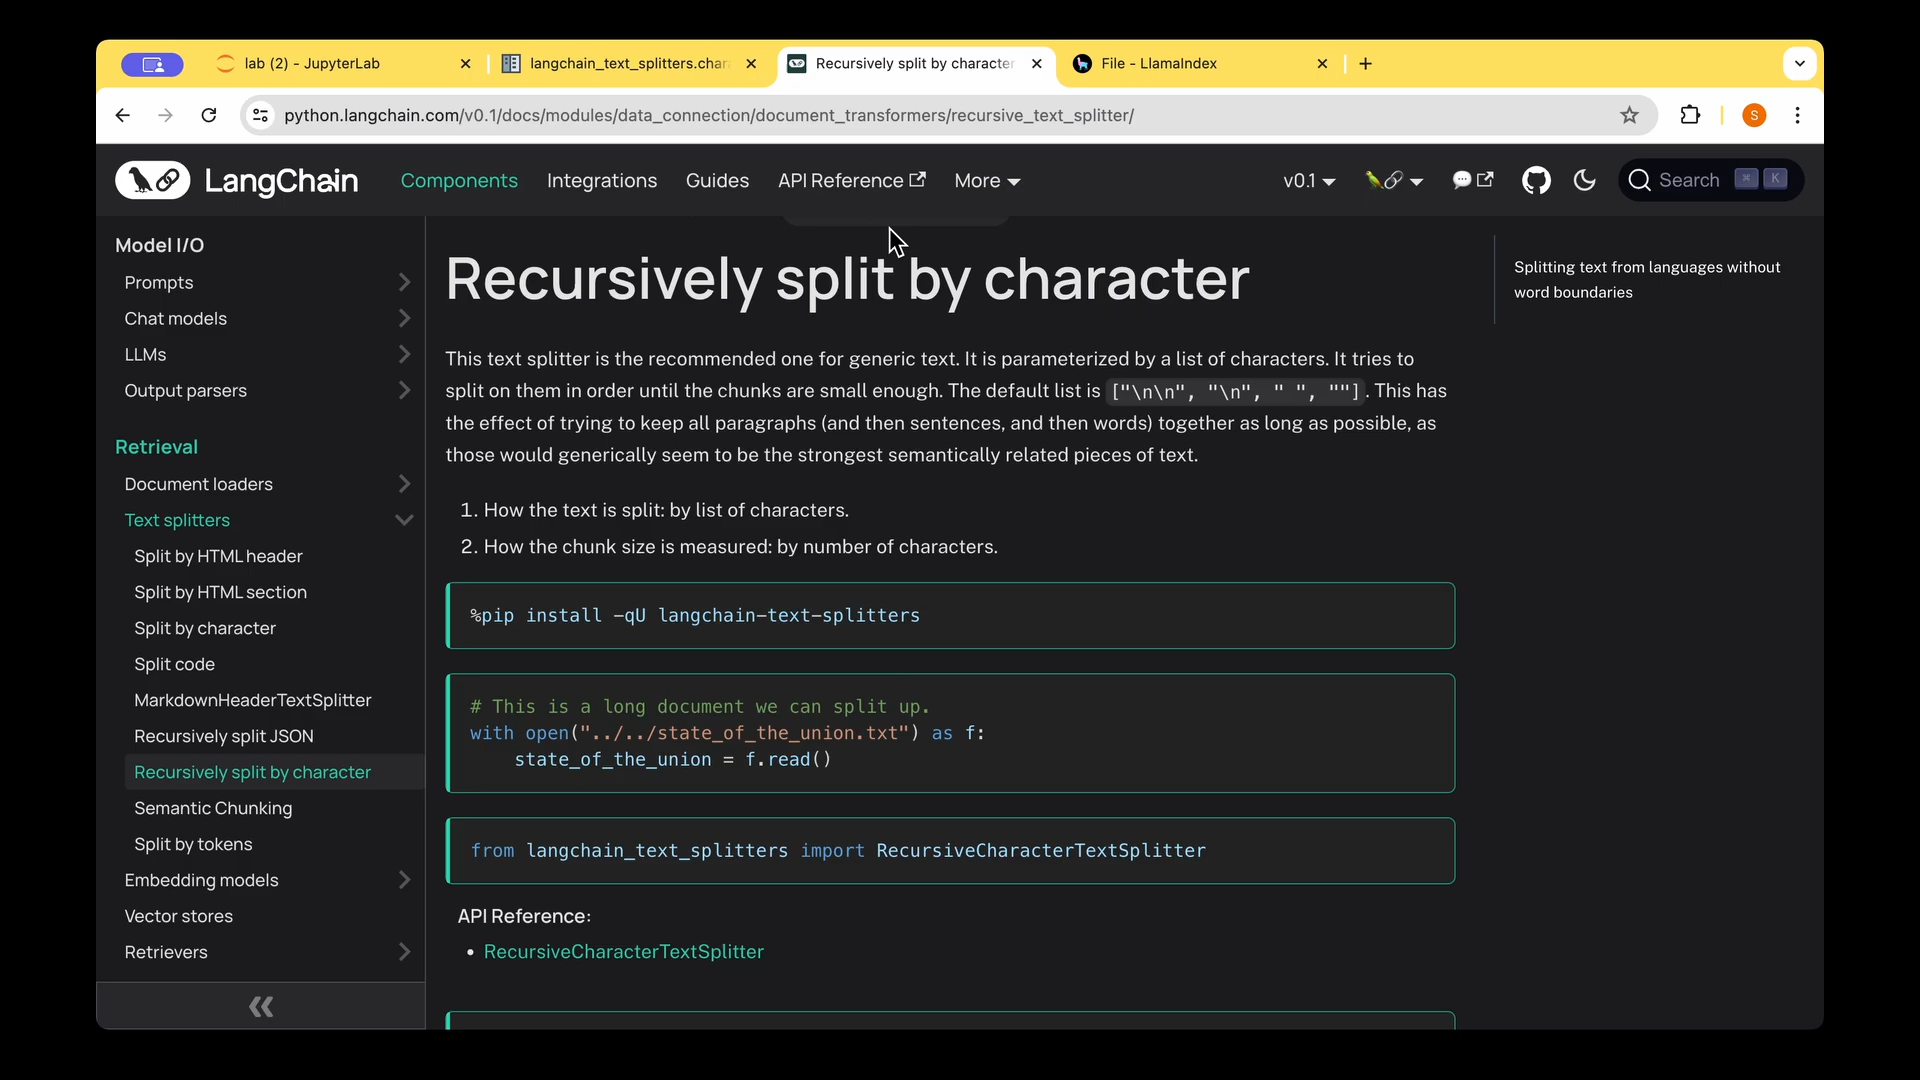 lab (2) - JupyterLab
langchain_text_splitters.char
Recursively split by character
File - LlamaIndex
python.langchain.com/v0.1/docs/modules/data_connection/document_transformers/recursive_text_splitter/
S
LangChain
Components
Integrations
Guides
API Reference
More
v0.1
Search
K
Model I/O
Prompts
Chat models
LLMs
Output parsers
Retrieval
Document loaders
Text splitters
Split by HTML header
Split by HTML section
Split by character
Split code
MarkdownHeaderTextSplitter
Recursively split JSON
Recursively split by character
Semantic Chunking
Split by tokens
Embedding models
Vector stores
Retrievers
Recursively split by character
This text splitter is the recommended one for generic text. It is parameterized by a list of characters. It tries to
split on them in order until the chunks are small enough. The default list is ["\n\n", "\n", " ", ""]. This has
the effect of trying to keep all paragraphs (and then sentences, and then words) together as long as possible, as
those would generically seem to be the strongest semantically related pieces of text.
1. How the text is split: by list of characters.
2. How the chunk size is measured: by number of characters.
%pip install -qU langchain-text-splitters
# This is a long document we can split up.
with open("../../state_of_the_union.txt") as f:
    state_of_the_union = f.read()
from langchain_text_splitters import RecursiveCharacterTextSplitter
API Reference:
• RecursiveCharacterTextSplitter
Splitting text from languages without
word boundaries